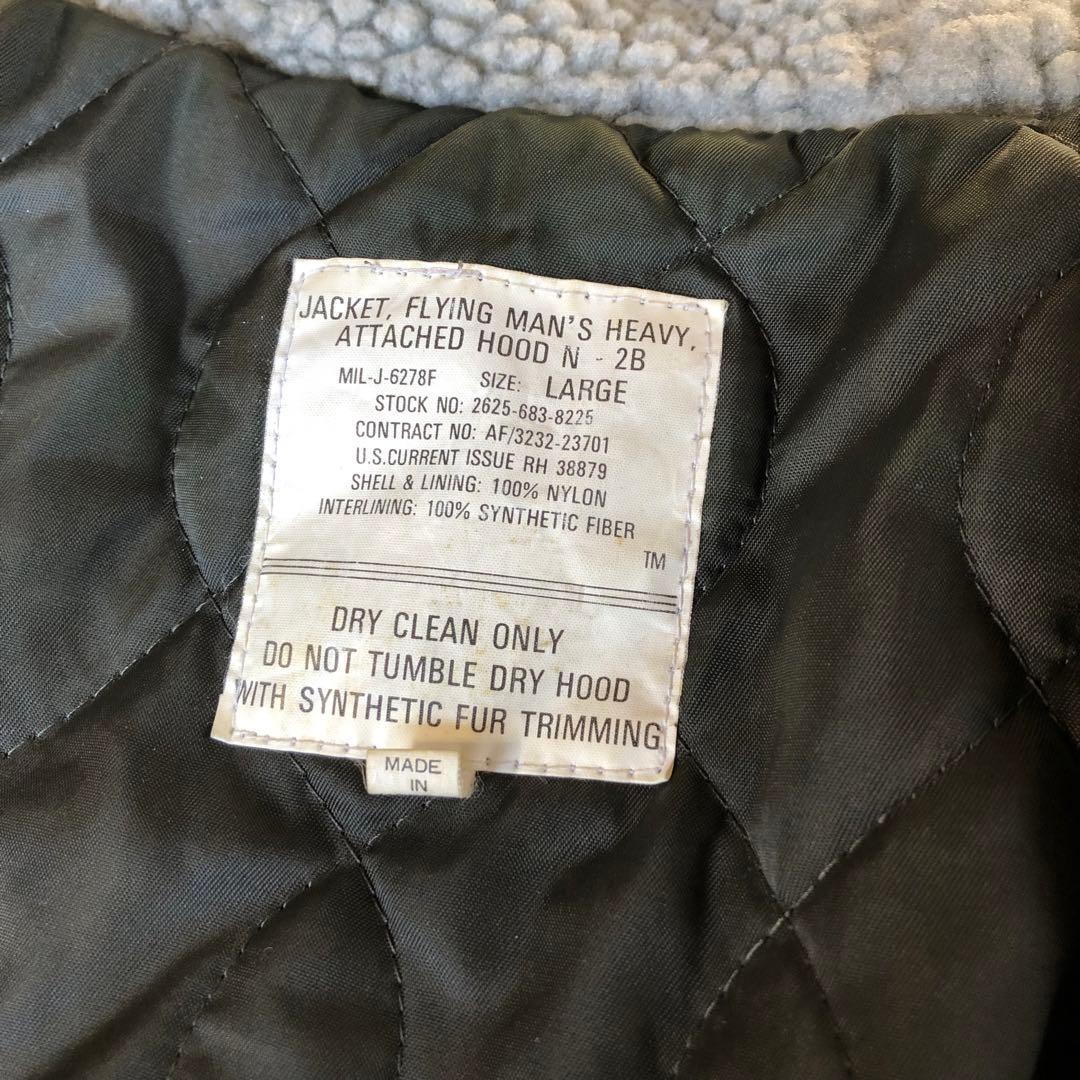 JACKET, FLYING MAN'S HEAVY,
ATTACHED HOOD N - 2B
MIL-J-6278F SIZE: LARGE
STOCK NO: 2625-683-8225
CONTRACT NO: AF/3232-23701
U.S.CURRENT ISSUE RH 38879
SHELL & LINING: 100% NYLON
INTERLINING: 100% SYNTHETIC FIBER
TM
DRY CLEAN ONLY
DO NOT TUMBLE DRY HOOD
WITH SYNTHETIC FUR TRIMMING
MADE
IN